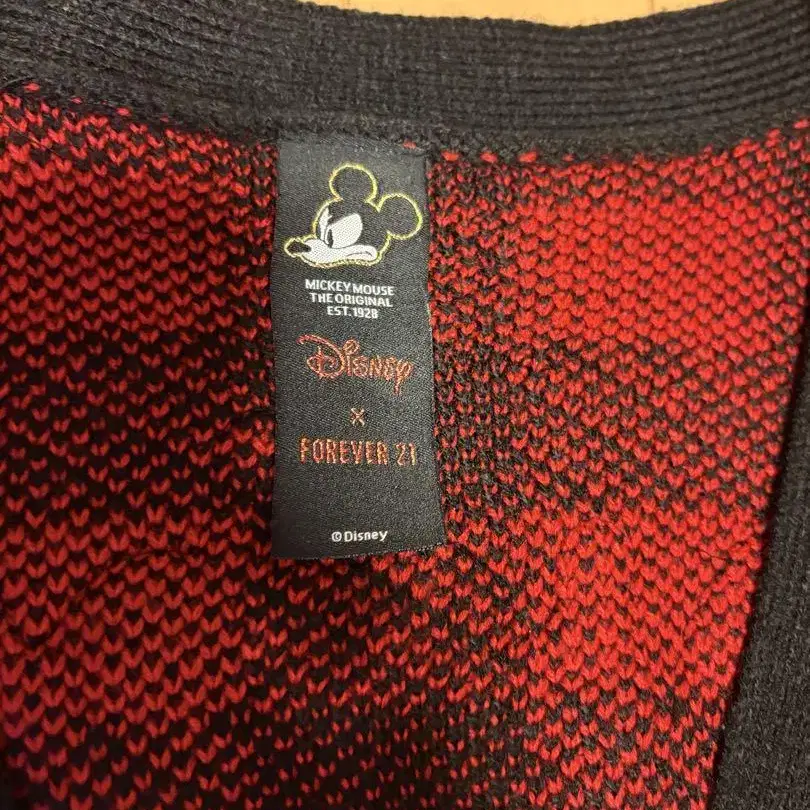 MICKEY MOUSE
THE ORIGINAL
EST.1928
Disney
X
FOREVER 21
©Disney